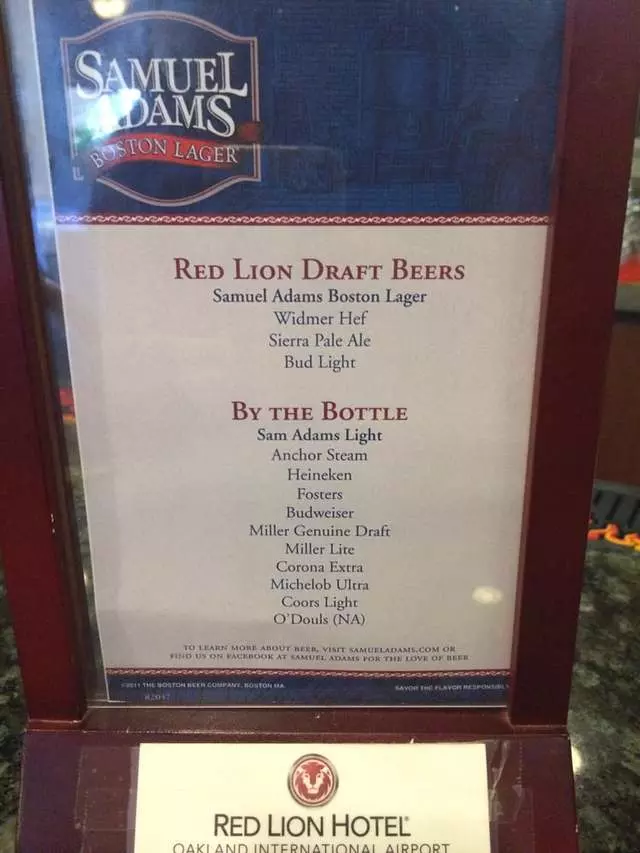 SAMUEL
ADAMS
BOSTON LAGER
RED LION DRAFT BEERS
Samuel Adams Boston Lager
Widmer Hef
Sierra Pale Ale
Bud Light
BY THE BOTTLE
Sam Adams Light
Anchor Steam
Heineken
Fosters
Budweiser
Miller Genuine Draft
Miller Lite
Corona Extra
Michelob Ultra
Coors Light
O'Douls (NA)
TO LEARN MORE ABOUT BEER, VISIT SAMUELADAMS.COM OR
FIND US ON FACEBOOK AT SAMUEL ADAMS FOR THE LOVE OF BEER
©2011 THE BOSTON BEER COMPANY, BOSTON MA
SAVOR THE FLAVOR RESPONSIBLY
RED LION HOTEL®
OAKLAND INTERNATIONAL AIRPORT